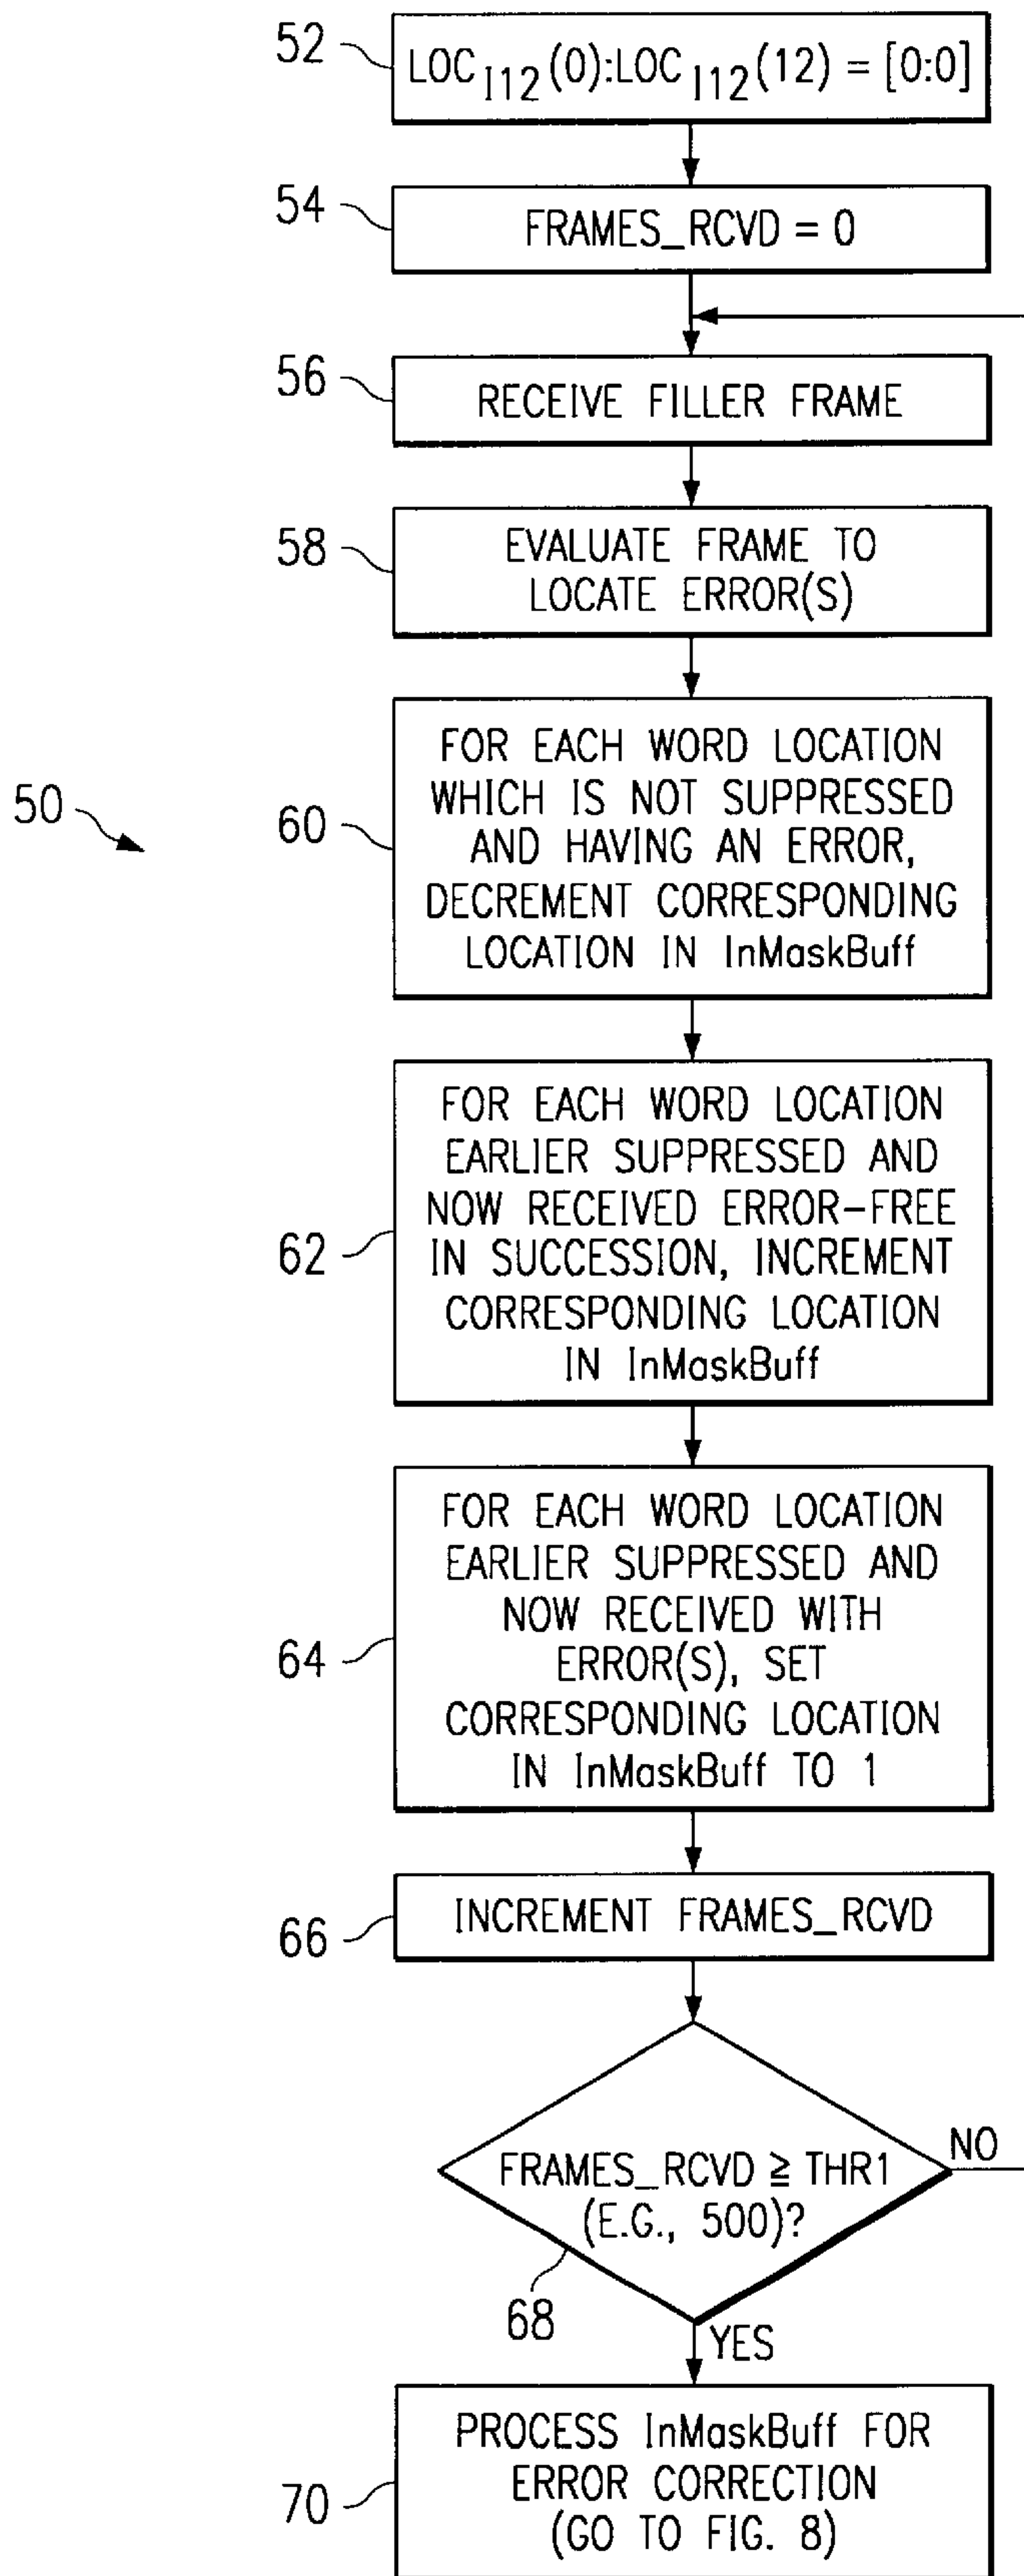 52
LOC I12 (0):LOC I12 (12) = [0:0]
54
FRAMES_RCVD = 0
56
RECEIVE FILLER FRAME
58
EVALUATE FRAME TO
LOCATE ERROR(S)
50
60
FOR EACH WORD LOCATION
WHICH IS NOT SUPPRESSED
AND HAVING AN ERROR,
DECREMENT CORRESPONDING
LOCATION IN InMaskBuff
62
FOR EACH WORD LOCATION
EARLIER SUPPRESSED AND
NOW RECEIVED ERROR-FREE
IN SUCCESSION, INCREMENT
CORRESPONDING LOCATION
IN InMaskBuff
64
FOR EACH WORD LOCATION
EARLIER SUPPRESSED AND
NOW RECEIVED WITH
ERROR(S), SET
CORRESPONDING LOCATION
IN InMaskBuff TO 1
66
INCREMENT FRAMES_RCVD
FRAMES_RCVD ≧ THR1
(E.G., 500)?
NO
68
YES
70
PROCESS InMaskBuff FOR
ERROR CORRECTION
(GO TO FIG. 8)